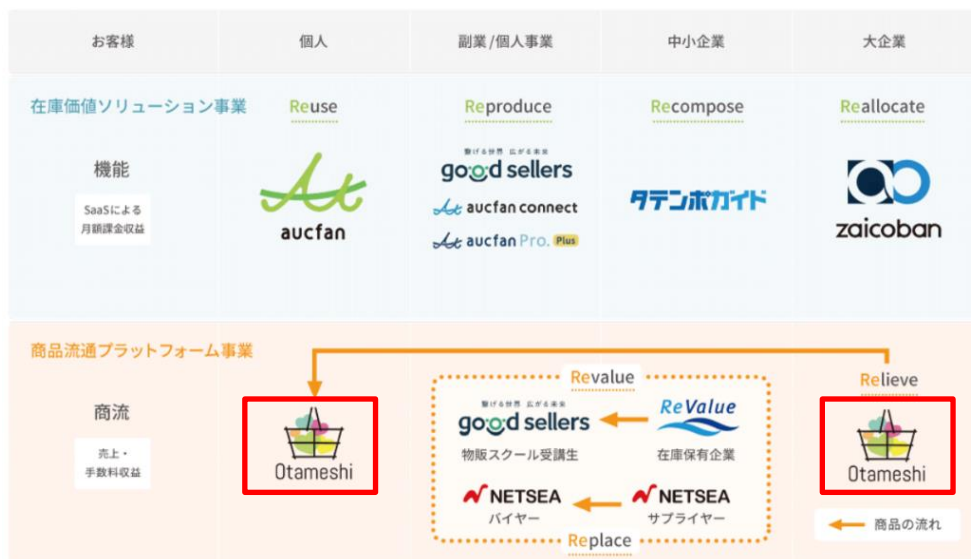 お客様
個人
副業/個人事業
中小企業
大企業
在庫価値ソリューション事業
Reuse
Reproduce
Recompose
Reallocate
機能
SaaSによる
月額課金収益
aucfan
繋げる世界 広がる未来
good sellers
aucfan connect
aucfan Pro. Plus
タテンポガイド
zaicoban
商品流通プラットフォーム事業
Revalue
Relieve
商流
売上・
手数料収益
Otameshi
繋げる世界 広がる未来
good sellers
物販スクール受講生
ReValue
在庫保有企業
NETSEA
バイヤー
NETSEA
サプライヤー
Replace
Otameshi
商品の流れ